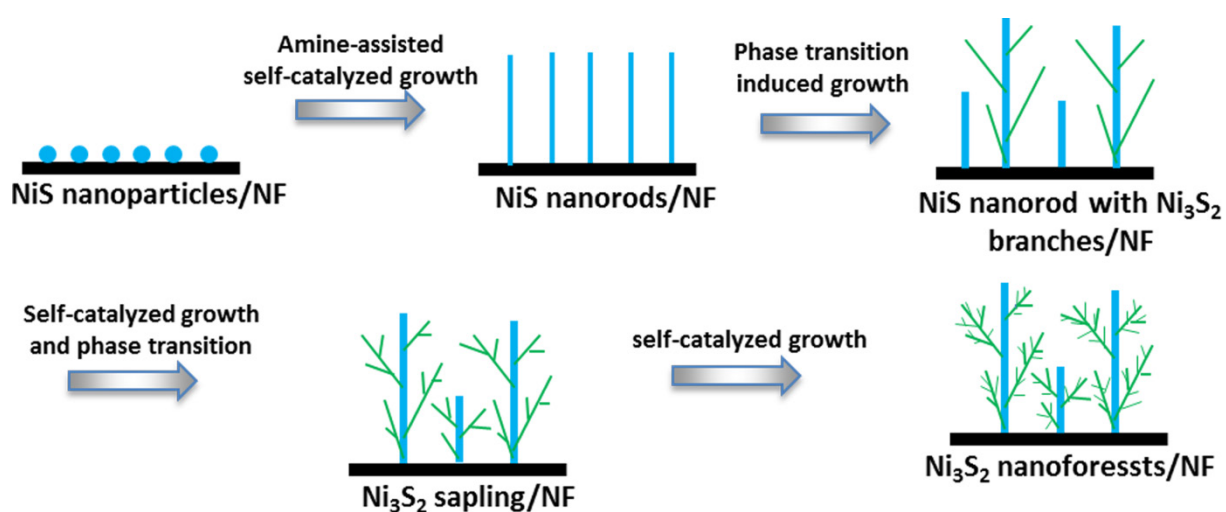 Amine-assisted
self-catalyzed growth
Phase transition
induced growth
NiS nanoparticles/NF
NiS nanorods/NF
NiS nanorod with Ni₃S₂
branches/NF
Self-catalyzed growth
and phase transition
self-catalyzed growth
Ni₃S₂ sapling/NF
Ni₃S₂ nanoforessts/NF